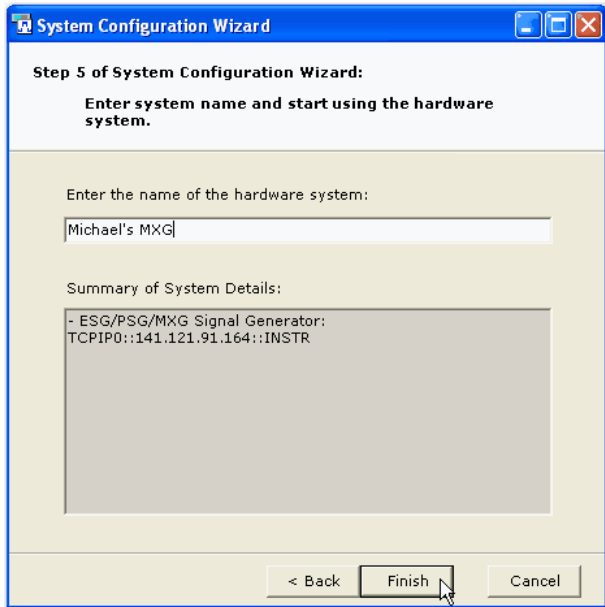 System Configuration Wizard
Step 5 of System Configuration Wizard:
Enter system name and start using the hardware
system.
Enter the name of the hardware system:
Michael's MXG
Summary of System Details:
- ESG/PSG/MXG Signal Generator:
TCPIP0::141.121.91.164::INSTR
< Back
Finish
Cancel